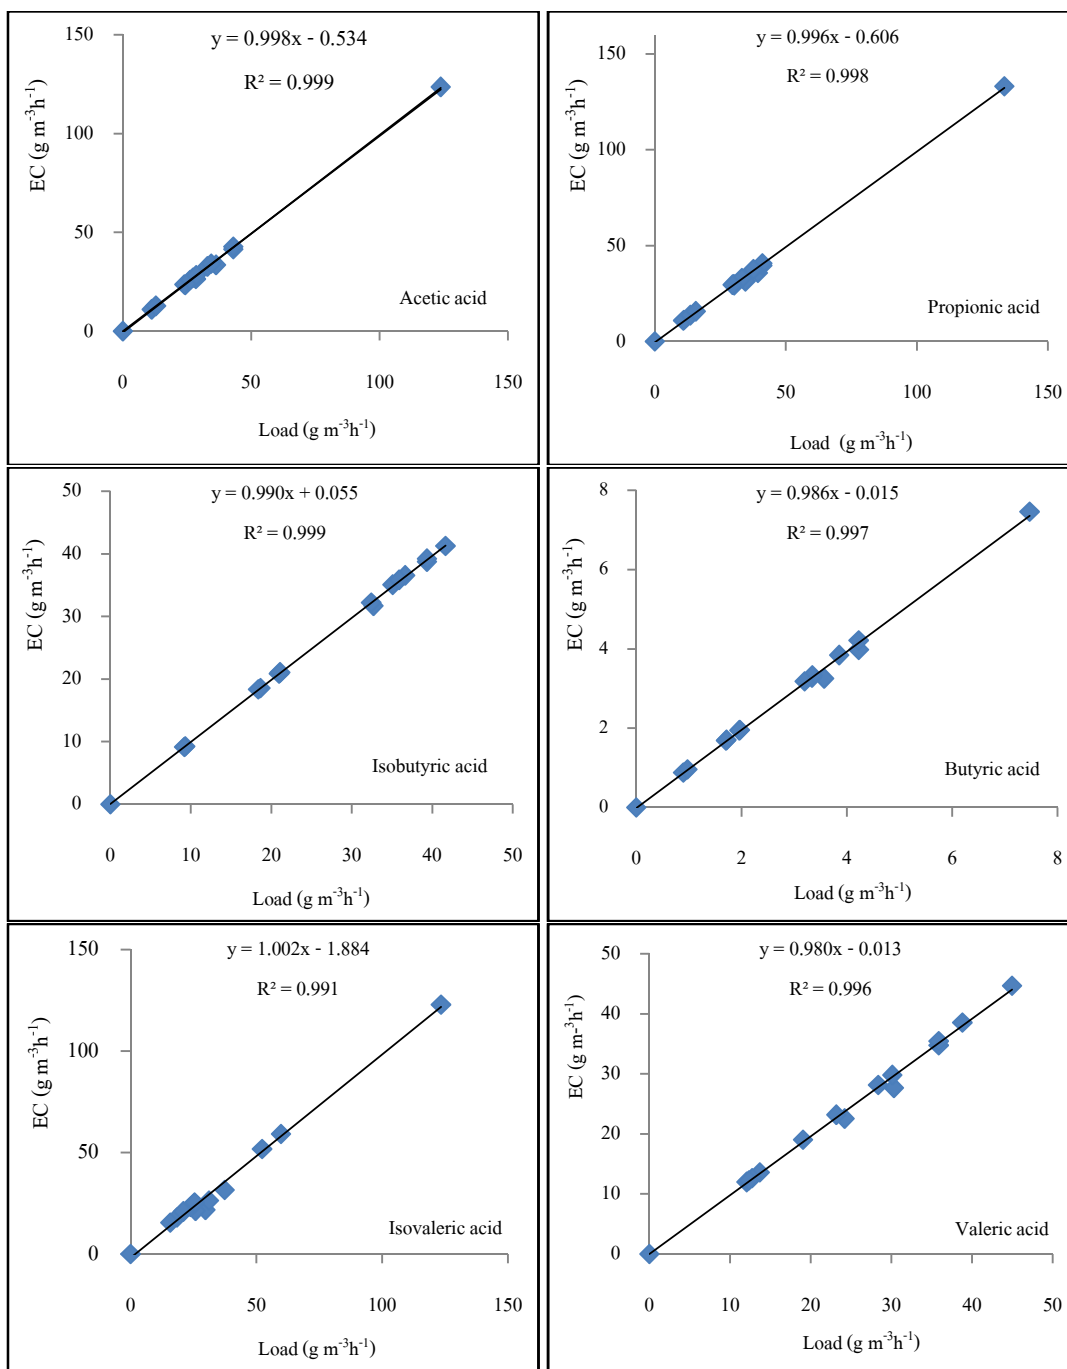 y = 0.998x - 0.534
R² = 0.999
150
100
50
0
EC (g m⁻³h⁻¹)
Acetic acid
0 50 100 150
Load (g m⁻³h⁻¹)
y = 0.996x - 0.606
R² = 0.998
150
100
50
0
EC (g m⁻³h⁻¹)
Propionic acid
0 50 100 150
Load (g m⁻³h⁻¹)
y = 0.990x + 0.055
R² = 0.999
50
40
30
20
10
0
EC (g m⁻³h⁻¹)
Isobutyric acid
0 10 20 30 40 50
Load (g m⁻³h⁻¹)
y = 0.986x - 0.015
R² = 0.997
8
6
4
2
0
EC (g m⁻³h⁻¹)
Butyric acid
0 2 4 6 8
Load (g m⁻³h⁻¹)
y = 1.002x - 1.884
R² = 0.991
150
100
50
0
EC (g m⁻³h⁻¹)
Isovaleric acid
0 50 100 150
Load (g m⁻³h⁻¹)
y = 0.980x - 0.013
R² = 0.996
50
40
30
20
10
0
EC (g m-³h⁻¹)
Valeric acid
0 10 20 30 40 50
Load (g m⁻³h⁻¹)